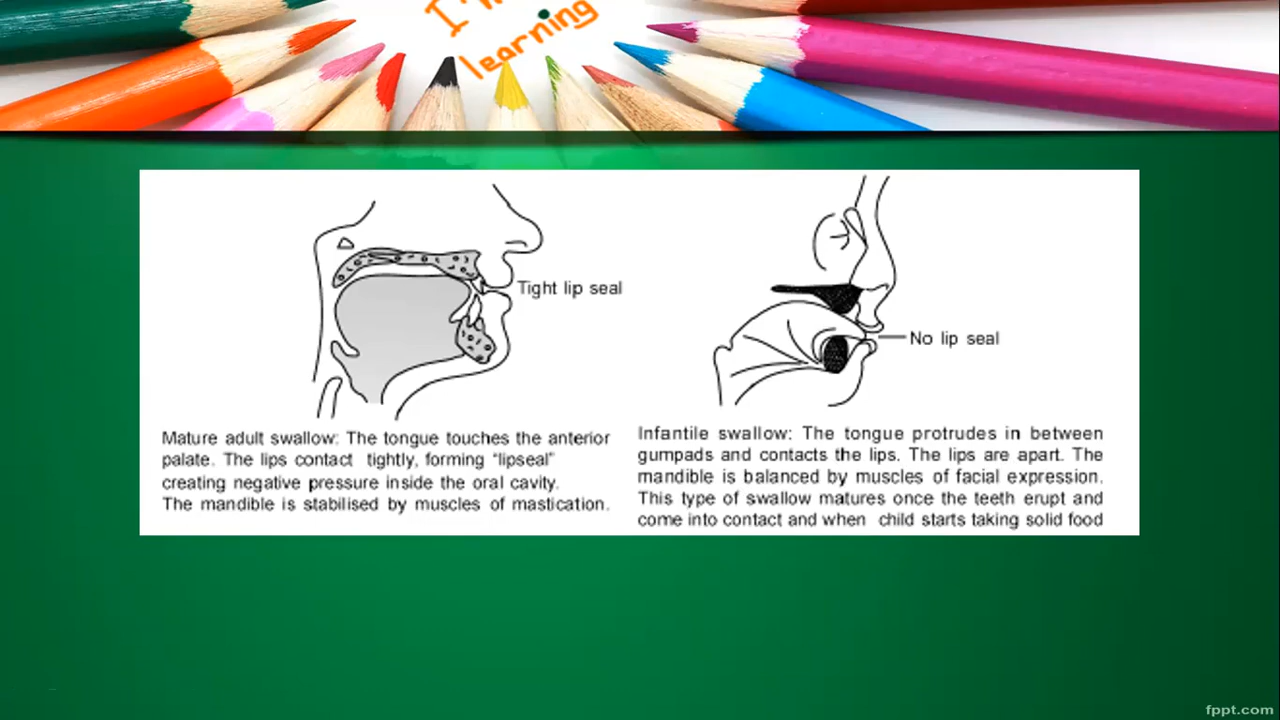 I'm
learning
Tight lip seal
No lip seal
Mature adult swallow: The tongue touches the anterior
palate. The lips contact tightly, forming “lipseal”
creating negative pressure inside the oral cavity.
The mandible is stabilised by muscles of mastication.
Infantile swallow: The tongue protrudes in between
gumpads and contacts the lips. The lips are apart. The
mandible is balanced by muscles of facial expression.
This type of swallow matures once the teeth erupt and
come into contact and when child starts taking solid food
fppt.com